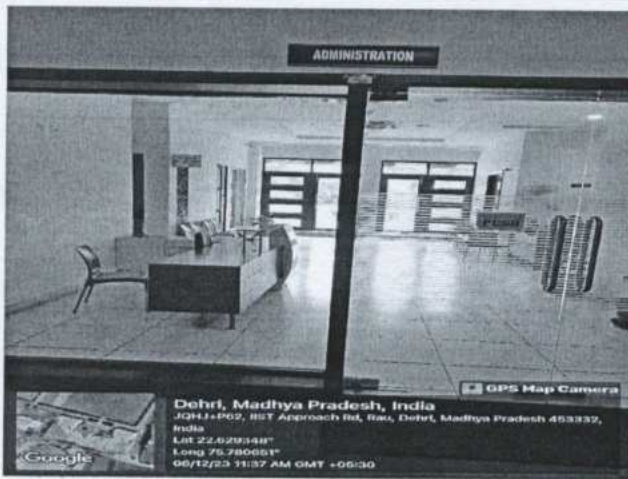 ADMINISTRATION
PUSH
GPS Map Camera
Dehri, Madhya Pradesh, India
JQHJ+P62, IIST Approach Rd, Rau, Dehri, Madhya Pradesh 453332,
India
Lat 22.629348°
Long 75.780651°
06/12/23 11:37 AM GMT +05:30
Google